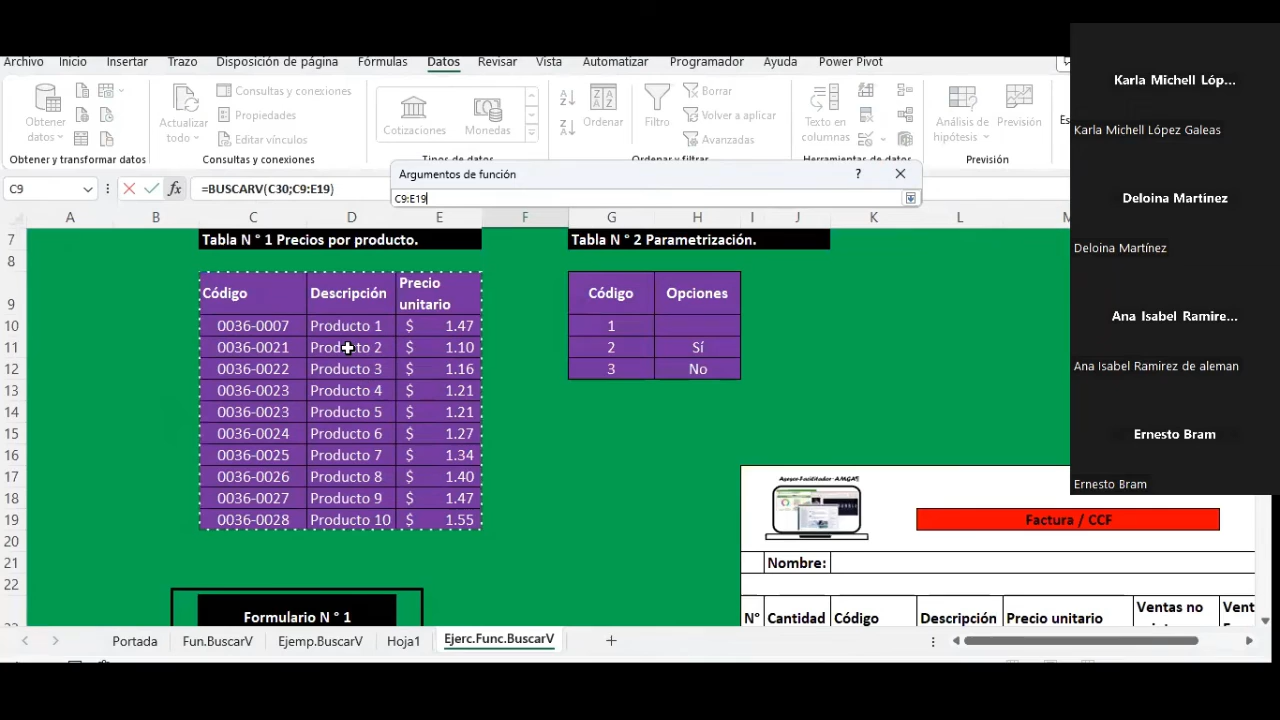 Archivo Inicio Insertar Trazo Disposición de página Fórmulas Datos Revisar Vista Automatizar Programador Ayuda Power Pivot
Obtener datos
Consultas y conexiones
Propiedades
Editar vínculos
Actualizar todo
Cotizaciones
Monedas
Ordenar
Filtro
Borrar
Volver a aplicar
Avanzadas
Texto en columnas
Análisis de hipótesis
Previsión
Obtener y transformar datos
Consultas y conexiones
Previsión
C9
=BUSCARV(C30;C9:E19)
Argumentos de función
?
C9:E19
A B C D E F G H I J K L
7 Tabla N ° 1 Precios por producto. Tabla N ° 2 Parametrización.
8
9 Código Descripción Precio unitario Código Opciones
10 0036-0007 Producto 1 $ 1.47 1
11 0036-0021 Producto 2 $ 1.10 2 Sí
12 0036-0022 Producto 3 $ 1.16 3 No
13 0036-0023 Producto 4 $ 1.21
14 0036-0023 Producto 5 $ 1.21
15 0036-0024 Producto 6 $ 1.27
16 0036-0025 Producto 7 $ 1.34
17 0036-0026 Producto 8 $ 1.40
18 0036-0027 Producto 9 $ 1.47
19 0036-0028 Producto 10 $ 1.55
Asesor-Facilitador-AMGAS
Factura / CCF
20
21 Nombre:
22
Formulario N ° 1
N° Cantidad Código Descripción Precio unitario Ventas no
Portada Fun.BuscarV Ejemp.BuscarV Hoja1 Ejerc.Func.BuscarV
Karla Michell Lóp...
Karla Michell López Galeas
Deloina Martínez
Deloina Martínez
Ana Isabel Ramire...
Ana Isabel Ramirez de aleman
Ernesto Bram
Ernesto Bram